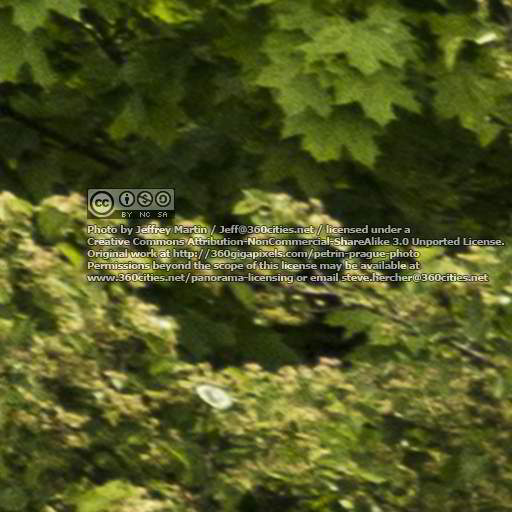 cc BY NC SA
Photo by Jeffrey Martin / Jeff@360cities.net / licensed under a
Creative Commons Attribution-NonCommercial-ShareAlike 3.0 Unported License.
Original work at http://360gigapixels.com/petrin-prague-photo
Permissions beyond the scope of this license may be available at
www.360cities.net/panorama-licensing or email steve.hercher@360cities.net